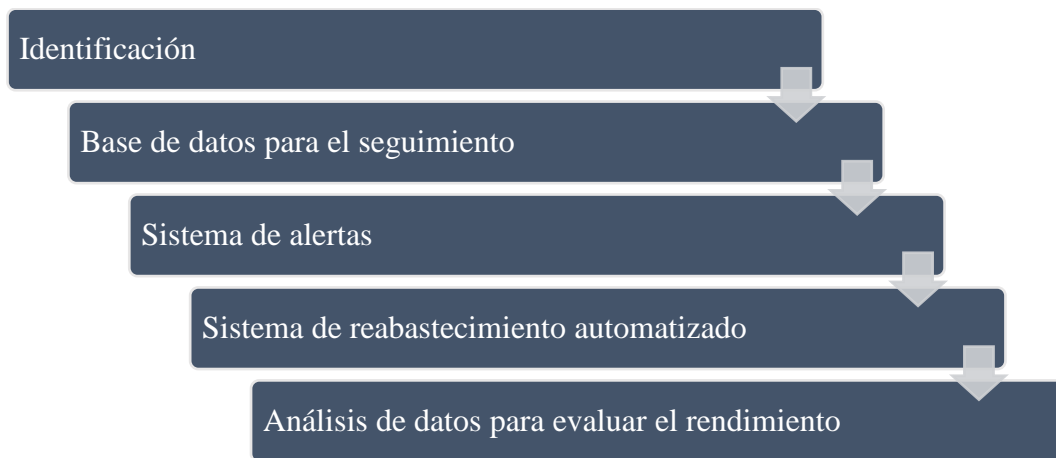 Identificación
Base de datos para el seguimiento
Sistema de alertas
Sistema de reabastecimiento automatizado
Análisis de datos para evaluar el rendimiento